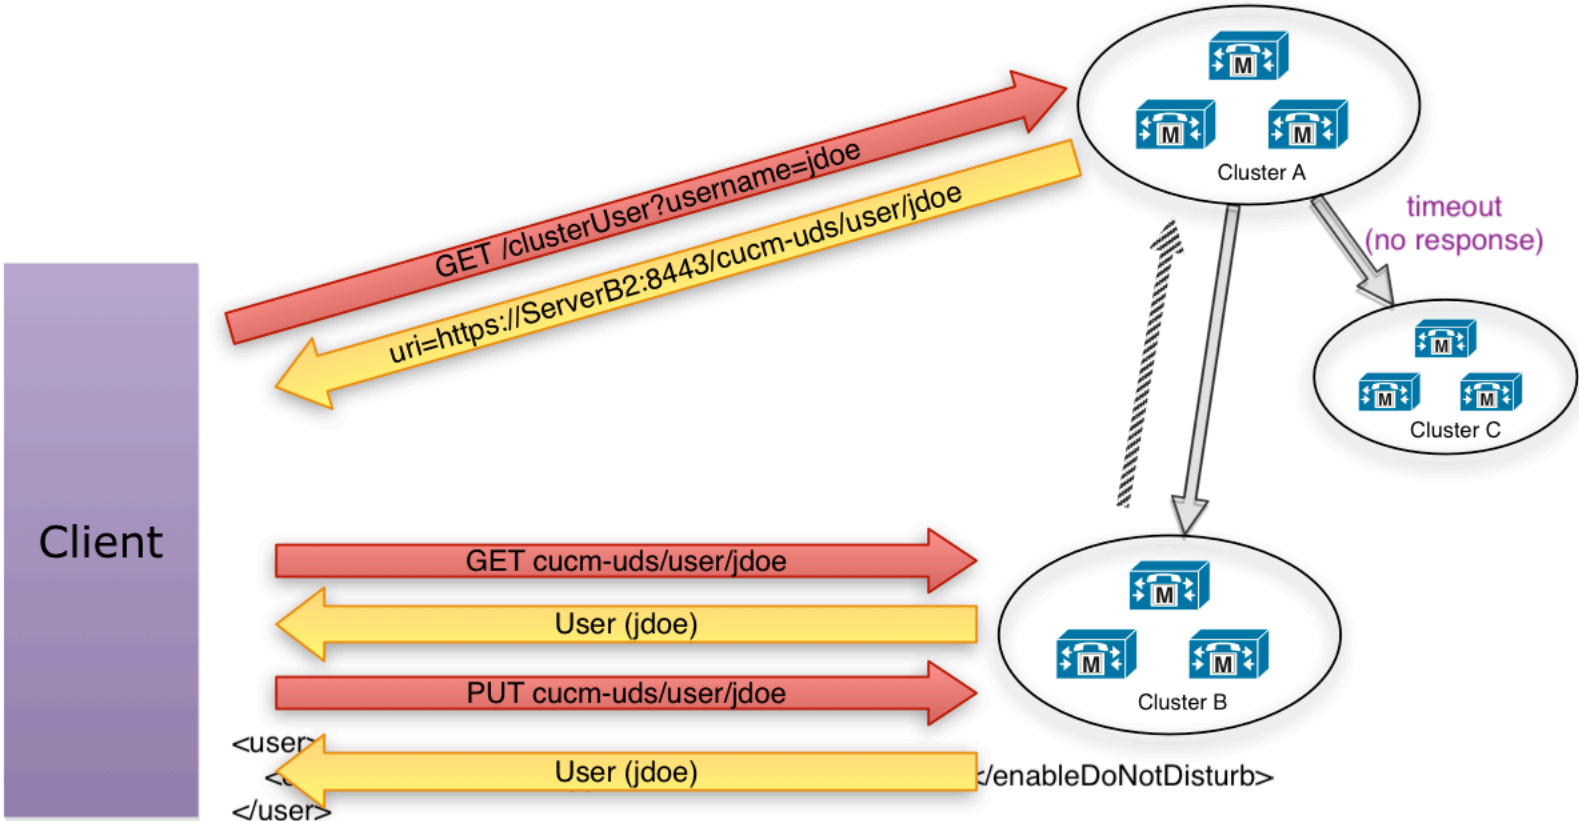 M
M
M
Cluster A
GET /clusterUser?username=jdoe
uri=https://ServerB2:8443/cucm-uds/user/jdoe
timeout
(no response)
M
M
M
Cluster C
Client
GET cucm-uds/user/jdoe
User (jdoe)
PUT cucm-uds/user/jdoe
M
M
M
Cluster B
<user>
User (jdoe)
</enableDoNotDisturb>
</user>